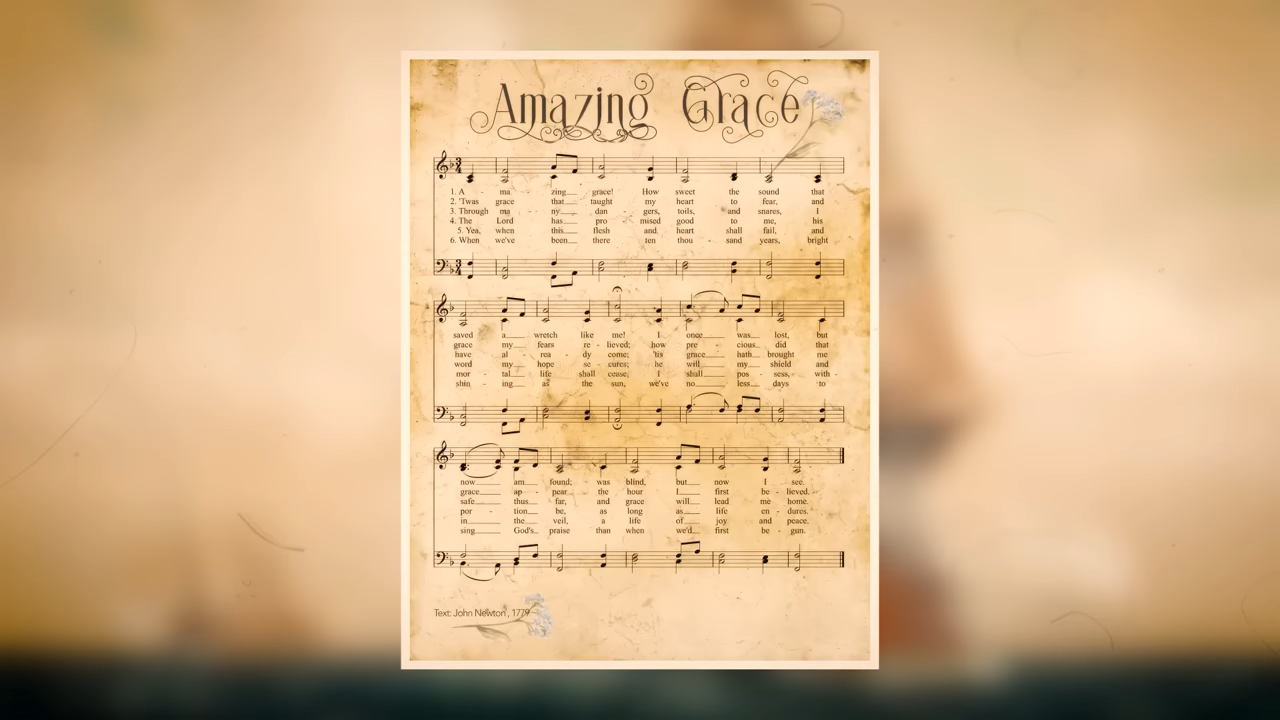 Amazing Grace
1. A - ma zing grace! How sweet the sound that
2. 'Twas grace that taught my heart to fear, and
3. Through ma - ny dan - gers, toils, and snares, I
4. The Lord has pro - mised good to me, his
5. Yea, when this flesh and heart shall fail, and
6. When we've been there ten thou - sand years, bright
saved a wretch like me! I once was lost, but
grace my fears re - lieved; how pre - cious did that
have al - rea - dy come; 'tis grace hath brought me
word my hope se - cures; he will my shield and
mor - tal life shall cease, I shall pos - sess, with -
shin - ing as the sun, we've no less days to
now am found; was blind, but now I see.
grace ap - pear the hour I first be - lieved.
safe thus far, and grace will lead me home.
por - tion be, as long as life en - dures.
in the veil, a life of joy and peace.
sing God's praise than when we'd first be - gun.
Text: John Newton, 1779